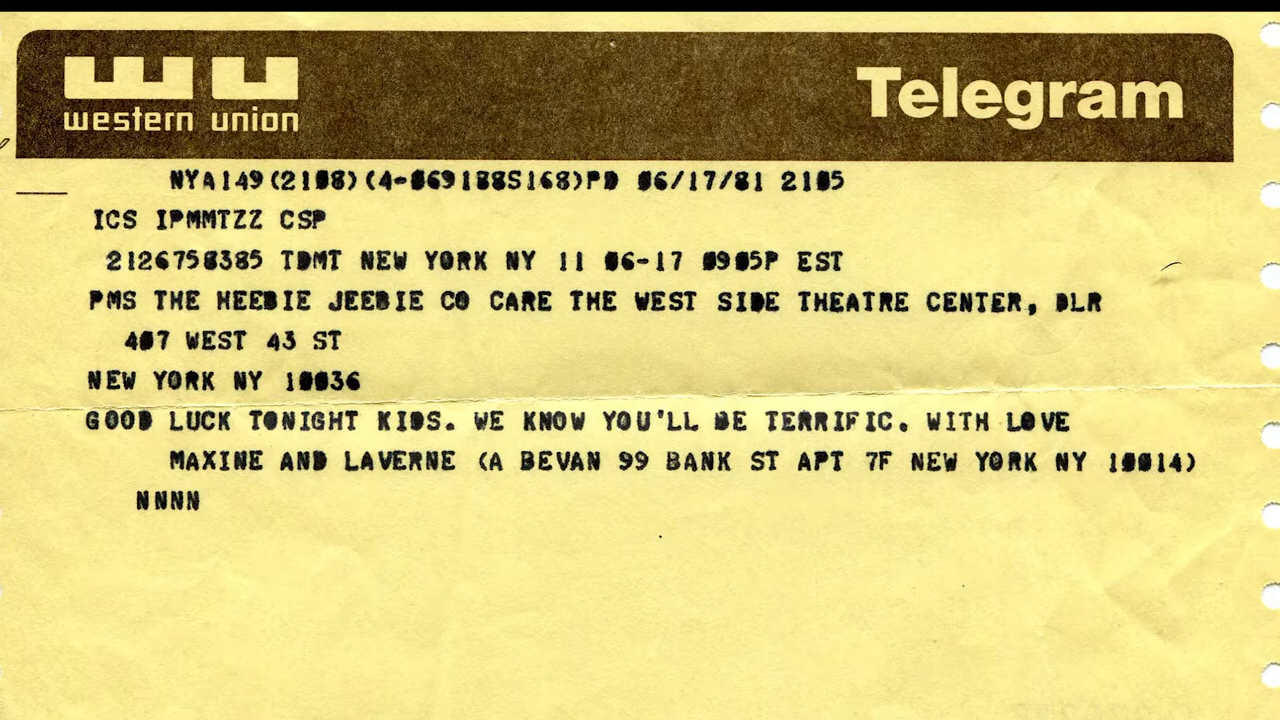 western union
Telegram
NYA149(2108)(4-069188S168)PD 06/17/81 2105
ICS IPMMTZZ CSP
2126758385 TDMT NEW YORK NY 11 06-17 0905P EST
PMS THE HEEBIE JEEBIE CO CARE THE WEST SIDE THEATRE CENTER, DLR
407 WEST 43 ST
NEW YORK NY 10036
GOOD LUCK TONIGHT KIDS. WE KNOW YOU'LL BE TERRIFIC. WITH LOVE
MAXINE AND LAVERNE (A BEVAN 99 BANK ST APT 7F NEW YORK NY 10014)
NNNN